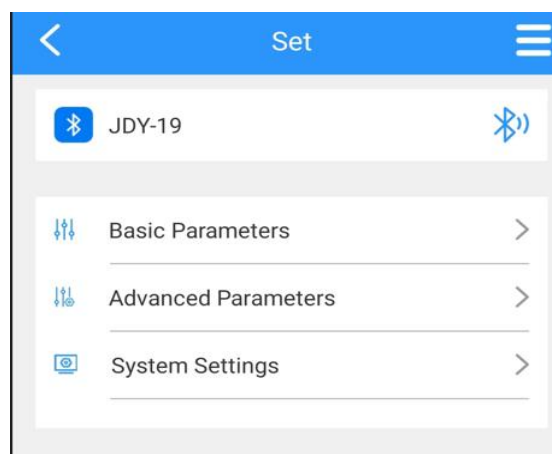 Set
JDY-19
Basic Parameters
Advanced Parameters
System Settings